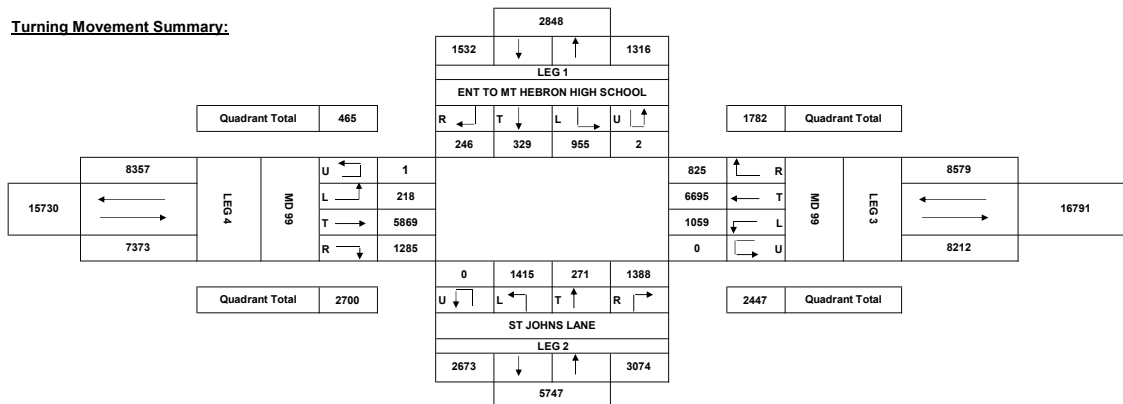 Turning Movement Summary:
2848
1532 1316
LEG 1
ENT TO MT HEBRON HIGH SCHOOL
Quadrant Total 465
R T L U
1782 Quadrant Total
246 329 955 2
8357
U 1
825 R
8579
15730
LEG 4
MD 99
L 218
6695 T
MD 99
LEG 3
16791
T 5869
1059 L
7373
R 1285
0 U
8212
0 1415 271 1388
Quadrant Total 2700
U L T R
2447 Quadrant Total
ST JOHNS LANE
LEG 2
2673 3074
5747